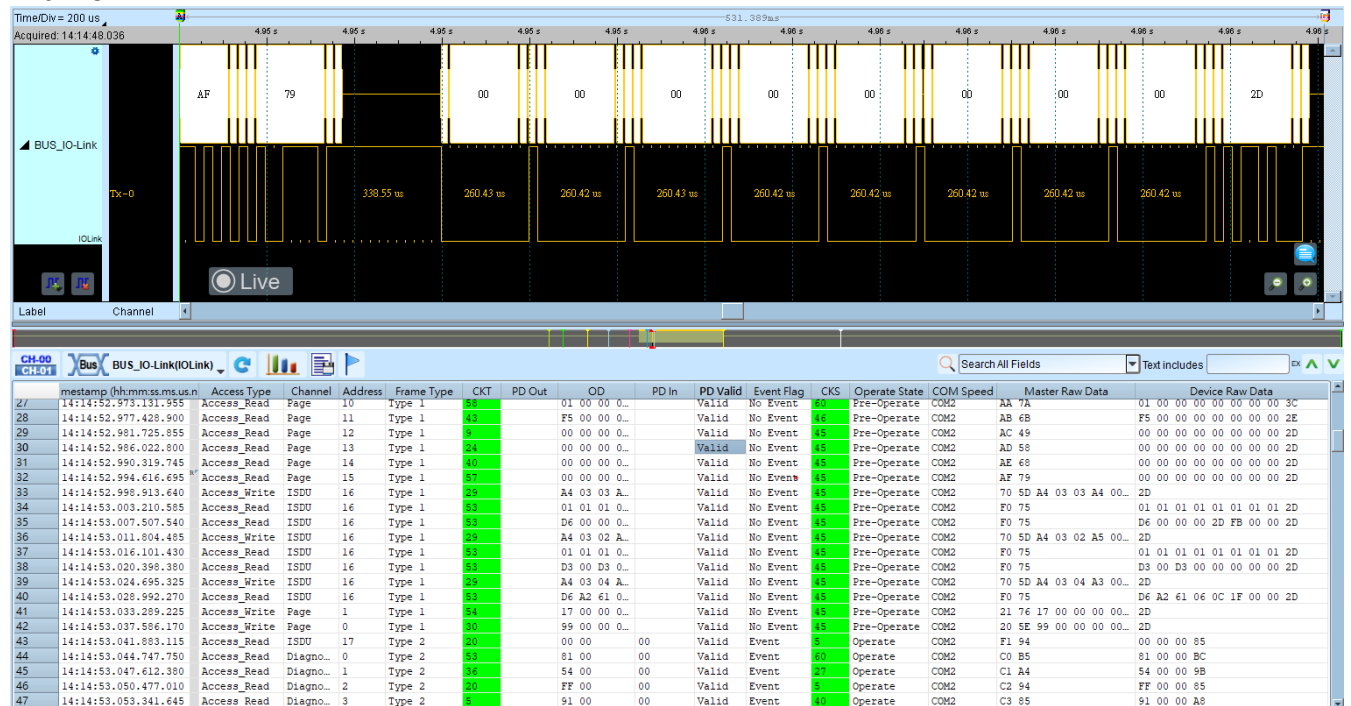 Time/Div = 200 us
531.389ms
Acquired: 14:14:48.036
4.95 s 4.95 s 4.95 s 4.95 s 4.95 s 4.95 s 4.96 s 4.96 s 4.96 s 4.96 s 4.96 s 4.96 s 4.96 s
AF 79 00 00 00 00 00 00 00 00 2D
BUS_IO-Link
Tx-0 338.55 us 260.43 us 260.42 us 260.43 us 260.42 us 260.42 us 260.42 us 260.42 us 260.42 us
IOLink
Live
Label Channel
CH-00
CH-01
Bus BUS_IO-Link(IOLink) Search All Fields Text includes EX
mestamp (hh:mm:ss.ms.us.n Access Type Channel Address Frame Type CKT PD Out OD PD In PD Valid Event Flag CKS Operate State COM Speed Master Raw Data Device Raw Data
27 14:14:52.973.131.955 Access_Read Page 10 Type 1 58 01 00 00 0... Valid No Event 60 Pre-Operate COM2 AA 7A 01 00 00 00 00 00 00 00 3C
28 14:14:52.977.428.900 Access_Read Page 11 Type 1 43 F5 00 00 0... Valid No Event 46 Pre-Operate COM2 AB 6B F5 00 00 00 00 00 00 00 2E
29 14:14:52.981.725.855 Access_Read Page 12 Type 1 9 00 00 00 0... Valid No Event 45 Pre-Operate COM2 AC 49 00 00 00 00 00 00 00 00 2D
30 14:14:52.986.022.800 Access_Read Page 13 Type 1 24 00 00 00 0... Valid No Event 45 Pre-Operate COM2 AD 58 00 00 00 00 00 00 00 00 2D
31 14:14:52.990.319.745 Access_Read Page 14 Type 1 40 00 00 00 0... Valid No Event 45 Pre-Operate COM2 AE 68 00 00 00 00 00 00 00 00 2D
32 14:14:52.994.616.695 Access_Read Page 15 Type 1 57 00 00 00 0... Valid No Event 45 Pre-Operate COM2 AF 79 00 00 00 00 00 00 00 00 2D
33 14:14:52.998.913.640 Access_Write ISDU 16 Type 1 29 A4 03 03 A... Valid No Event 45 Pre-Operate COM2 70 5D A4 03 03 A4 00... 2D
34 14:14:53.003.210.585 Access_Read ISDU 16 Type 1 53 01 01 01 0... Valid No Event 45 Pre-Operate COM2 F0 75 01 01 01 01 01 01 01 01 2D
35 14:14:53.007.507.540 Access_Read ISDU 16 Type 1 53 D6 00 00 0... Valid No Event 45 Pre-Operate COM2 F0 75 D6 00 00 00 2D FB 00 00 2D
36 14:14:53.011.804.485 Access_Write ISDU 16 Type 1 29 A4 03 02 A... Valid No Event 45 Pre-Operate COM2 70 5D A4 03 02 A5 00... 2D
37 14:14:53.016.101.430 Access_Read ISDU 16 Type 1 53 01 01 01 0... Valid No Event 45 Pre-Operate COM2 F0 75 01 01 01 01 01 01 01 01 2D
38 14:14:53.020.398.380 Access_Read ISDU 16 Type 1 53 D3 00 D3 0... Valid No Event 45 Pre-Operate COM2 F0 75 D3 00 D3 00 00 00 00 00 2D
39 14:14:53.024.695.325 Access_Write ISDU 16 Type 1 29 A4 03 04 A... Valid No Event 45 Pre-Operate COM2 70 5D A4 03 04 A3 00... 2D
40 14:14:53.028.992.270 Access_Read ISDU 16 Type 1 53 D6 A2 61 0... Valid No Event 45 Pre-Operate COM2 F0 75 D6 A2 61 06 0C 1F 00 00 2D
41 14:14:53.033.289.225 Access_Write Page 1 Type 1 54 17 00 00 0... Valid No Event 45 Pre-Operate COM2 21 76 17 00 00 00 00... 2D
42 14:14:53.037.586.170 Access_Write Page 0 Type 1 30 99 00 00 0... Valid No Event 45 Pre-Operate COM2 20 5E 99 00 00 00 00... 2D
43 14:14:53.041.883.115 Access_Read ISDU 17 Type 2 20 00 00 00 Valid Event 5 Operate COM2 F1 94 00 00 00 85
44 14:14:53.044.747.750 Access_Read Diagno... 0 Type 2 53 81 00 00 Valid Event 60 Operate COM2 C0 B5 81 00 00 BC
45 14:14:53.047.612.380 Access_Read Diagno... 1 Type 2 36 54 00 00 Valid Event 27 Operate COM2 C1 A4 54 00 00 9B
46 14:14:53.050.477.010 Access_Read Diagno... 2 Type 2 20 FF 00 00 Valid Event 5 Operate COM2 C2 94 FF 00 00 85
47 14:14:53.053.341.645 Access_Read Diagno... 3 Type 2 5 91 00 00 Valid Event 40 Operate COM2 C3 85 91 00 00 A8